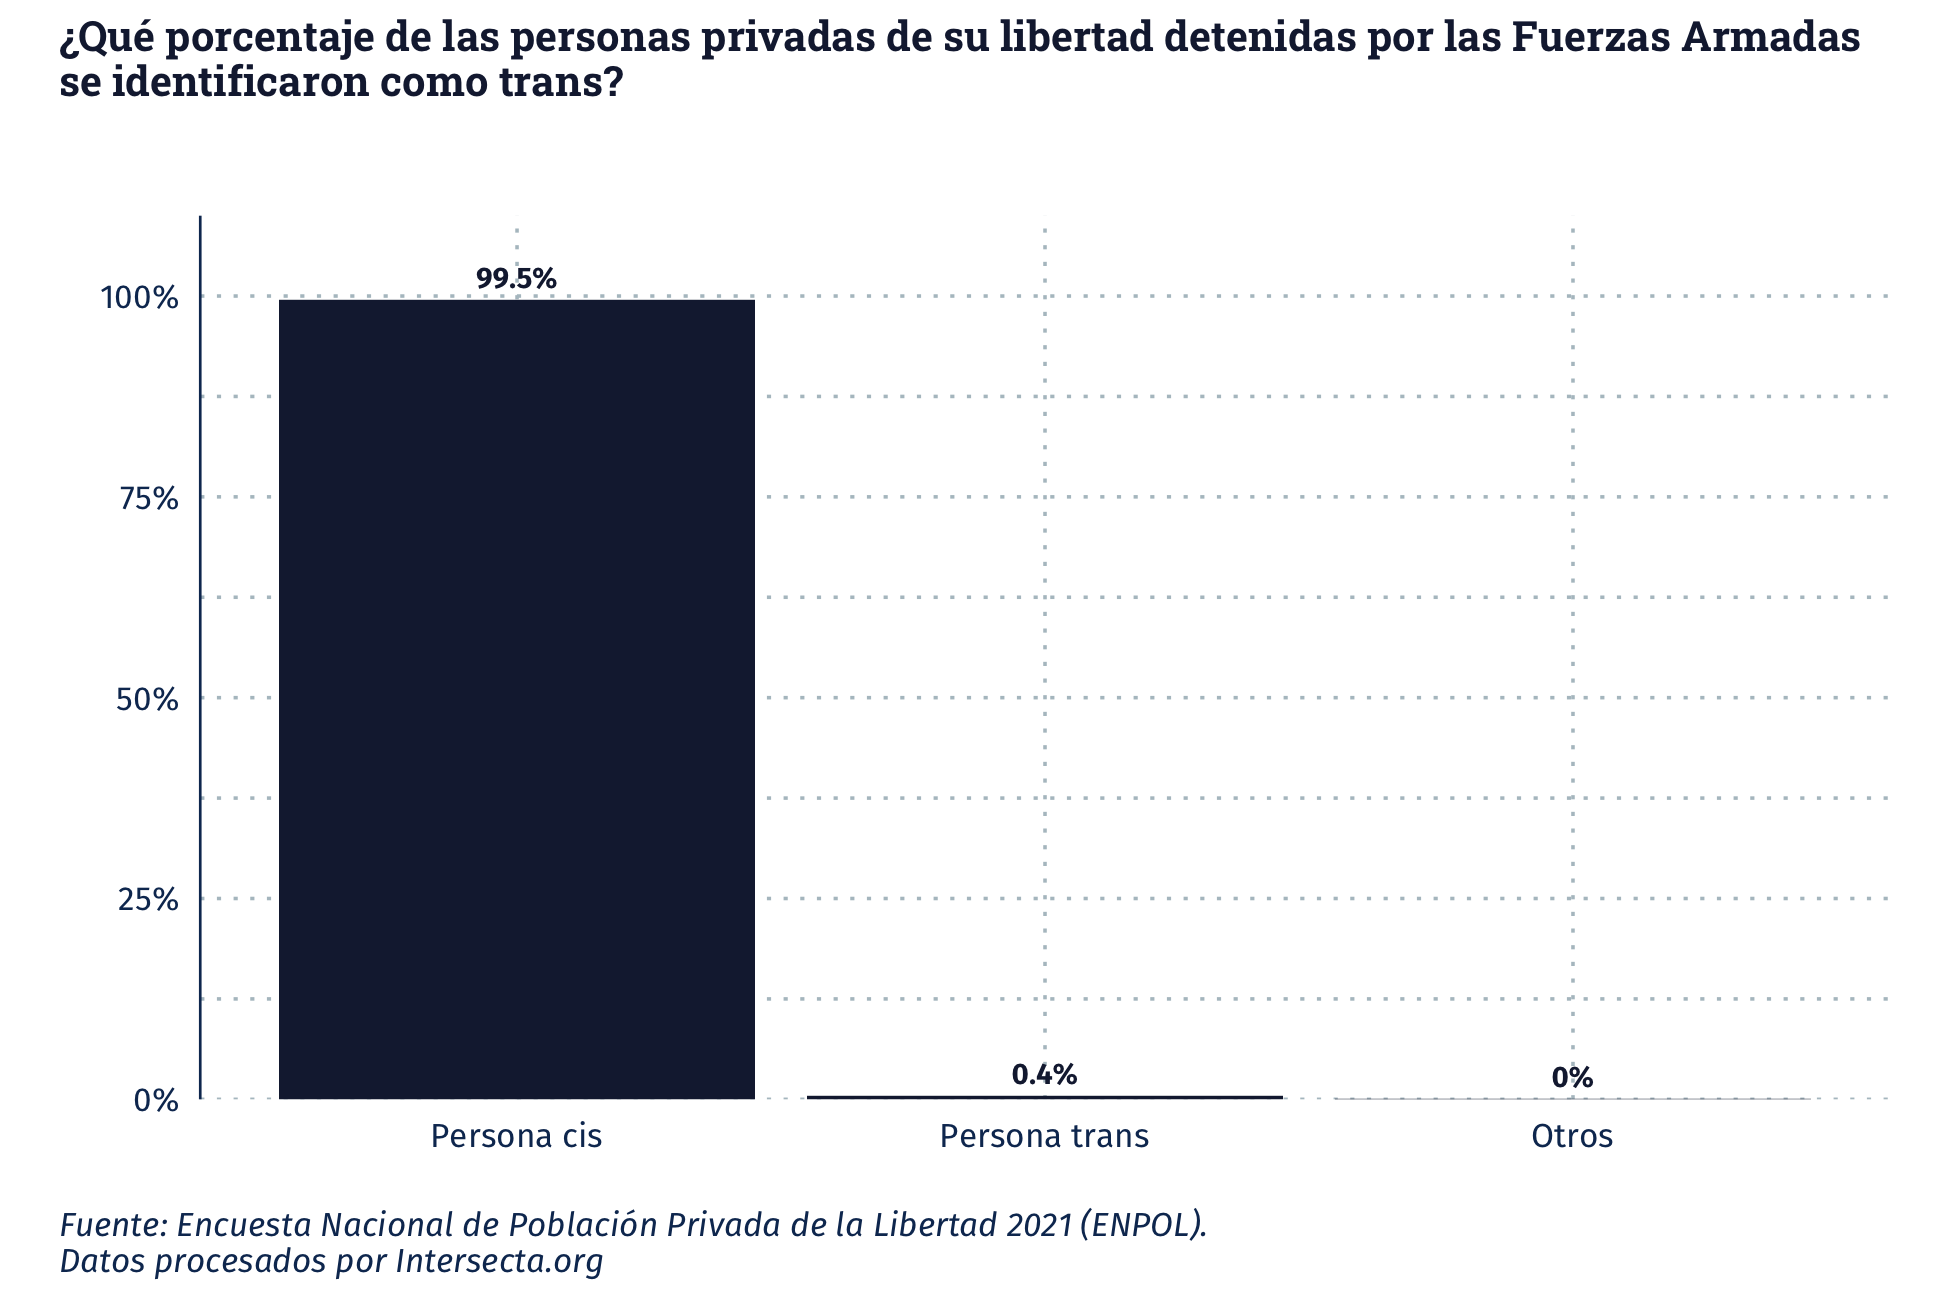 ¿Qué porcentaje de las personas privadas de su libertad detenidas por las Fuerzas Armadas
se identificaron como trans?
99.5%
100%
75%
50%
25%
0.4%
0%
0%
Persona cis
Persona trans
Otros
Fuente: Encuesta Nacional de Población Privada de la Libertad 2021 (ENPOL).
Datos procesados por Intersecta.org